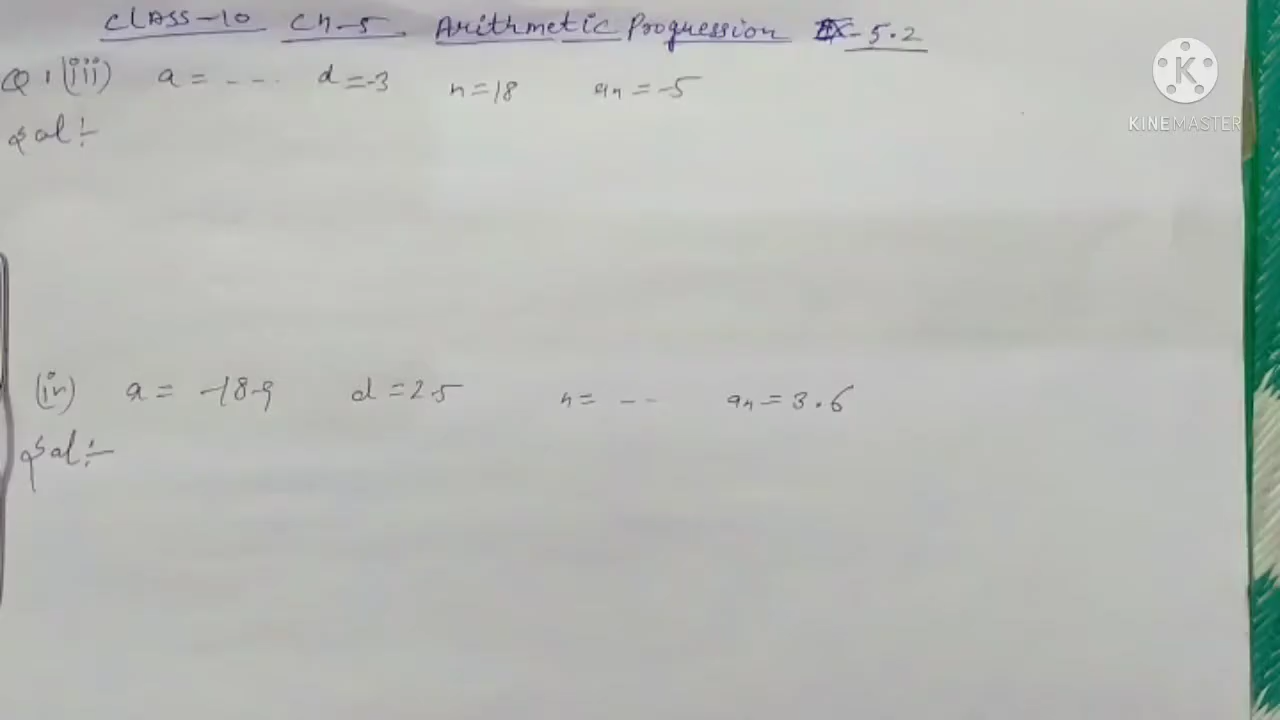 CLASS-10 CH-5. Arithmetic Progression EX-5.2
Q 1 (iii) a = --- d = -3 n = 18 an = -5
Sol:-
(iv) a = -18.9 d = 2.5 n = -- an = 3.6
Sol:-
KINEMASTER